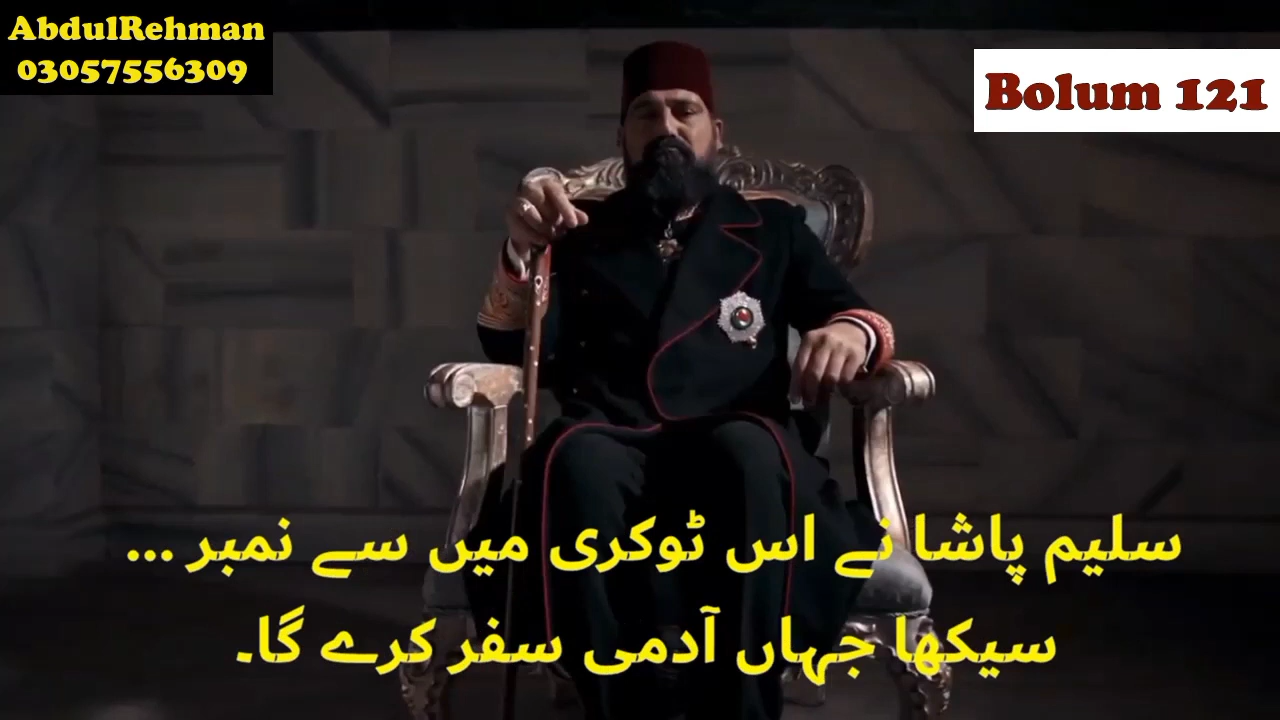 AbdulRehman
03057556309
Bolum 121
سلیم پاشا نے اس ٹوکری میں سے نمبر ...
سیکھا جہاں آدمی سفر کرے گا۔